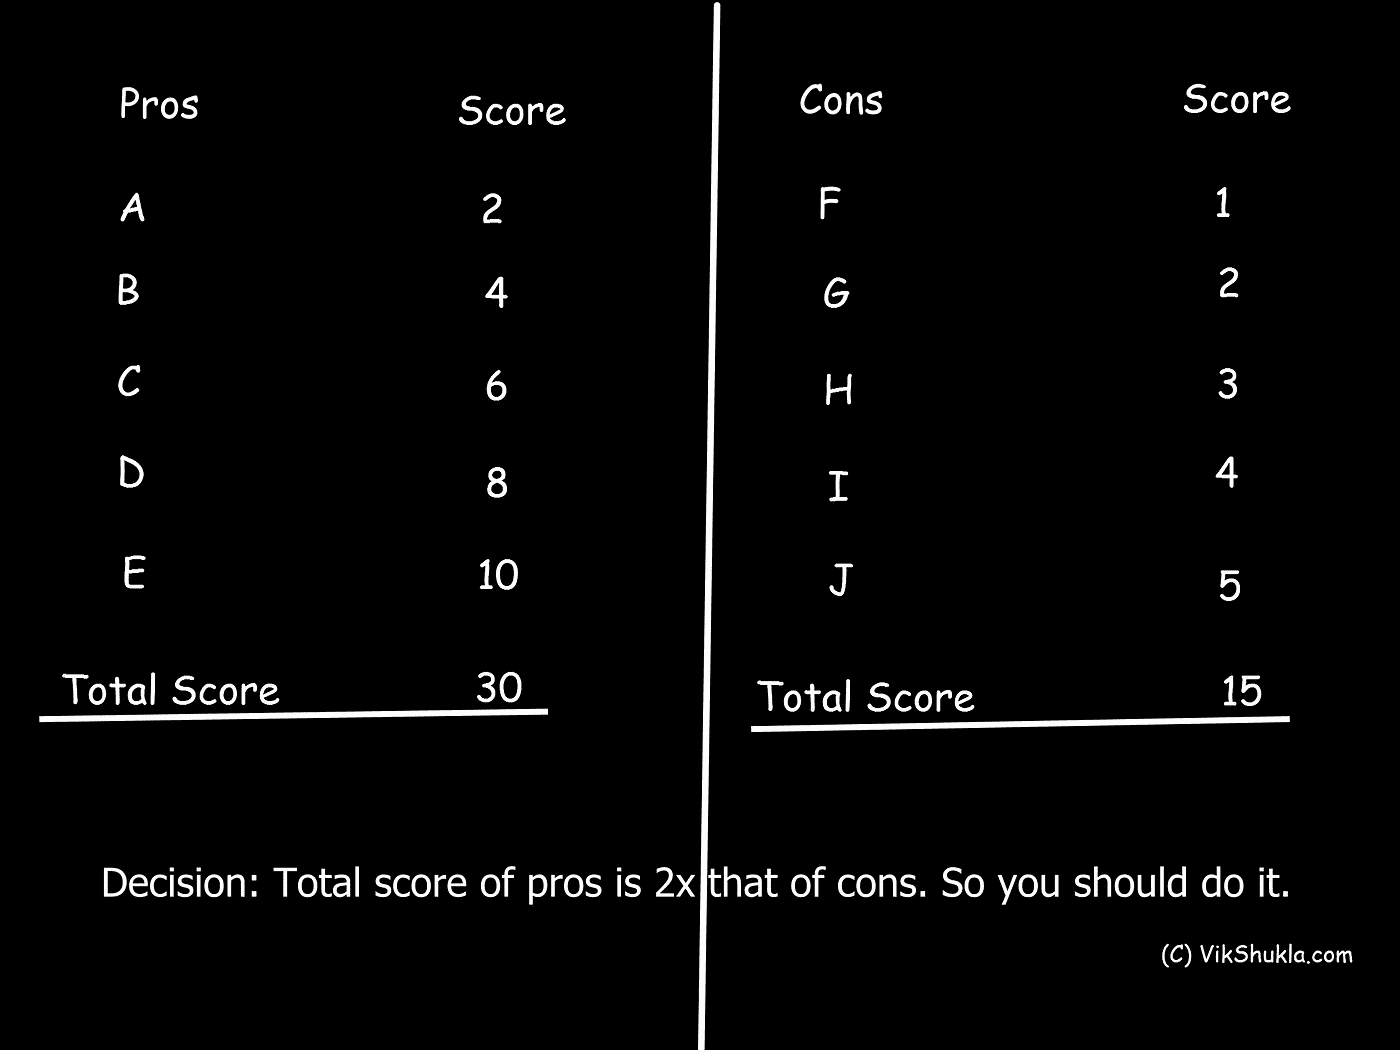 Pros Score
A 2
B 4
C 6
D 8
E 10
Total Score 30
Cons Score
F 1
G 2
H 3
I 4
J 5
Total Score 15
Decision: Total score of pros is 2x that of cons. So you should do it.
(C) VikShukla.com